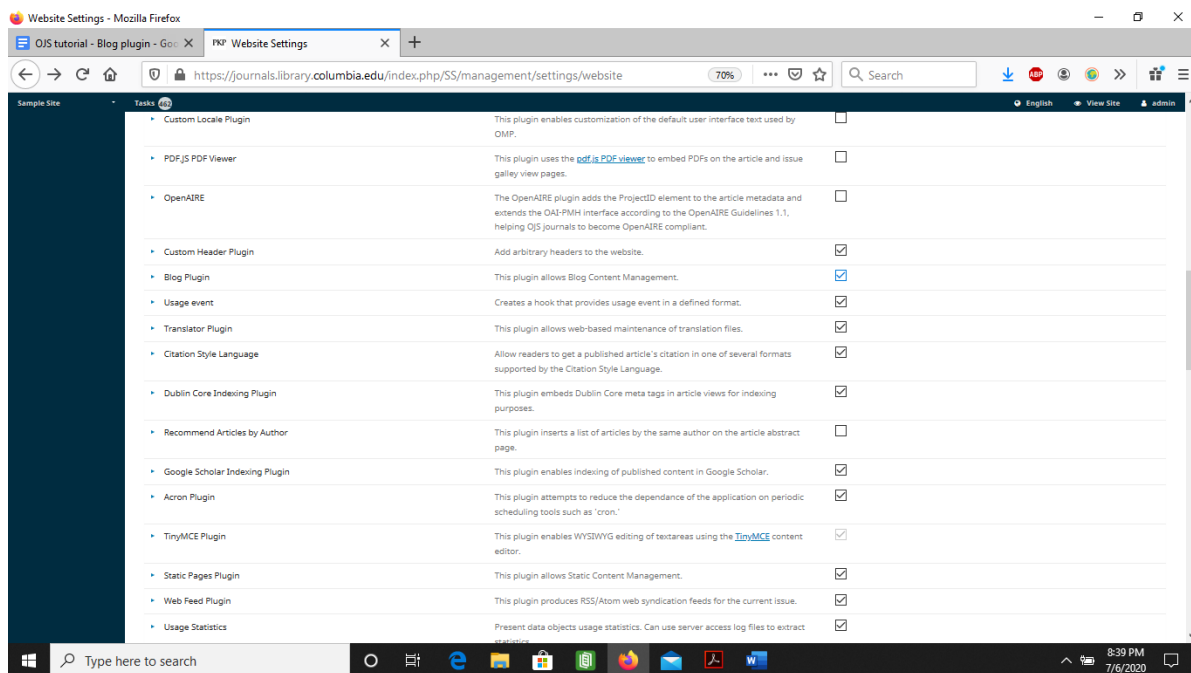 Website Settings - Mozilla Firefox
OJS tutorial - Blog plugin - Goo
PKP Website Settings
https://journals.library.columbia.edu/index.php/SS/management/settings/website
70%
Search
ABP
Sample Site
Tasks 462
English
View Site
admin
Custom Locale Plugin
This plugin enables customization of the default user interface text used by
OMP.
PDF.JS PDF Viewer
This plugin uses the pdf.js PDF viewer to embed PDFs on the article and issue
galley view pages.
OpenAIRE
The OpenAIRE plugin adds the ProjectID element to the article metadata and
extends the OAI-PMH interface according to the OpenAIRE Guidelines 1.1,
helping OJS journals to become OpenAIRE compliant.
Custom Header Plugin
Add arbitrary headers to the website.
Blog Plugin
This plugin allows Blog Content Management.
Usage event
Creates a hook that provides usage event in a defined format.
Translator Plugin
This plugin allows web-based maintenance of translation files.
Citation Style Language
Allow readers to get a published article's citation in one of several formats
supported by the Citation Style Language.
Dublin Core Indexing Plugin
This plugin embeds Dublin Core meta tags in article views for indexing
purposes.
Recommend Articles by Author
This plugin inserts a list of articles by the same author on the article abstract
page.
Google Scholar Indexing Plugin
This plugin enables indexing of published content in Google Scholar.
Acron Plugin
This plugin attempts to reduce the dependance of the application on periodic
scheduling tools such as 'cron.'
TinyMCE Plugin
This plugin enables WYSIWYG editing of textareas using the TinyMCE content
editor.
Static Pages Plugin
This plugin allows Static Content Management.
Web Feed Plugin
This plugin produces RSS/Atom web syndication feeds for the current issue.
Usage Statistics
Present data objects usage statistics. Can use server access log files to extract
statistics.
Type here to search
8:39 PM
7/6/2020